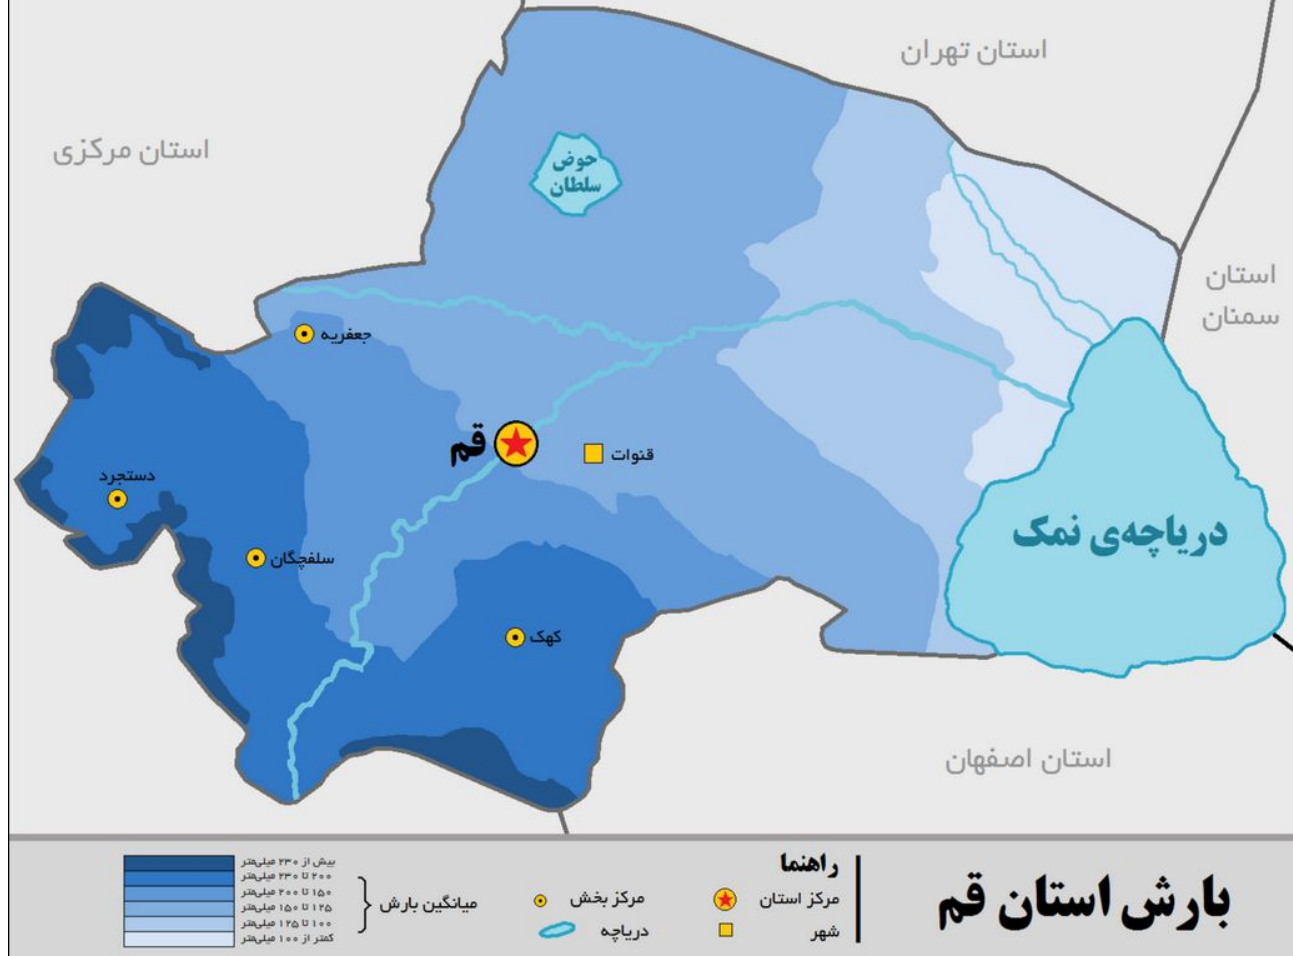 استان تهران
استان مرکزی
حوض
سلطان
استان
سمنان
جعفریه
قم
قنوات
دستجرد
سلفچگان
دریاچه‌ی نمک
کهک
استان اصفهان
بارش استان قم
راهنما
مرکز استان
شهر
مرکز بخش
دریاچه
میانگین بارش
بیش از ۲۳۰ میلی‌متر
۲۰۰ تا ۲۳۰ میلی‌متر
۱۵۰ تا ۲۰۰ میلی‌متر
۱۲۵ تا ۱۵۰ میلی‌متر
۱۰۰ تا ۱۲۵ میلی‌متر
کمتر از ۱۰۰ میلی‌متر